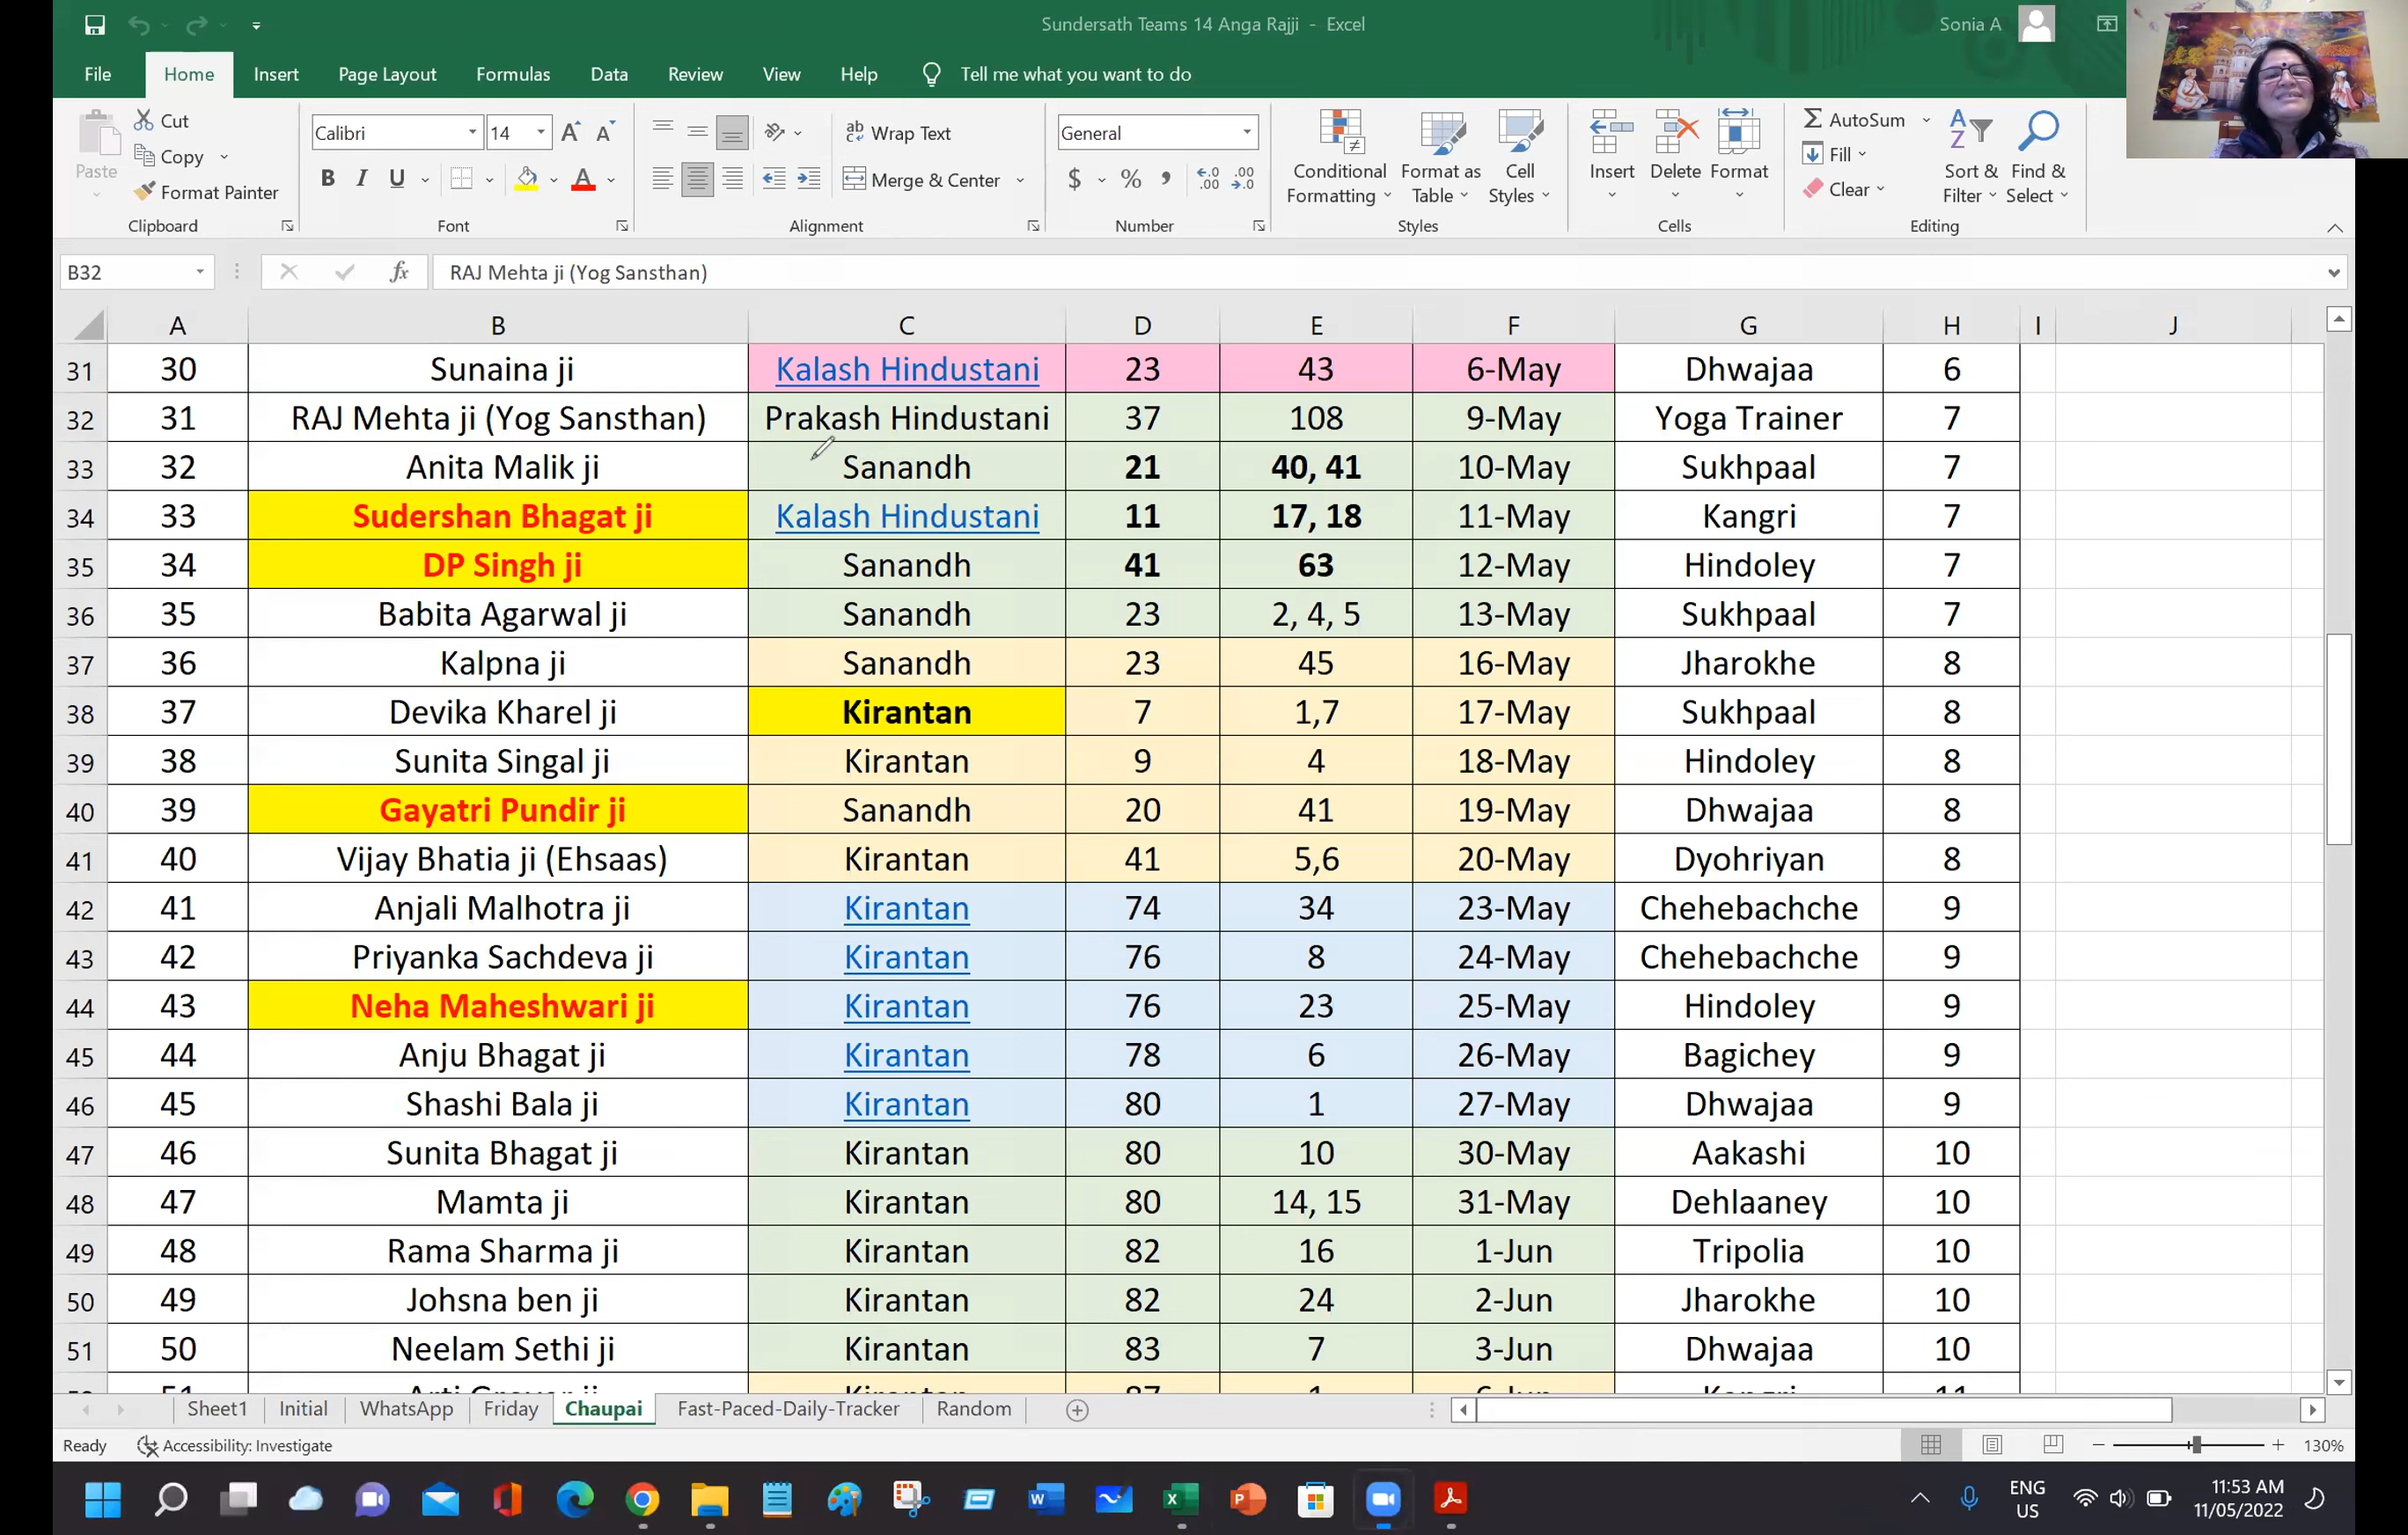 Sundersath Teams 14 Anga Rajji - Excel
Sonia A
File Home Insert Page Layout Formulas Data Review View Help Tell me what you want to do
Paste
Cut
Copy
Format Painter
Clipboard
Calibri 14
B I U
Font
Wrap Text
Merge & Center
Alignment
General
$ % ,
Number
Conditional Formatting
Format as Table
Cell Styles
Styles
Insert Delete Format
Cells
AutoSum
Fill
Clear
Sort & Filter
Find & Select
Editing
B32 fx RAJ Mehta ji (Yog Sansthan)
A B C D E F G H I J
31 30 Sunaina ji Kalash Hindustani 23 43 6-May Dhwajaa 6
32 31 RAJ Mehta ji (Yog Sansthan) Prakash Hindustani 37 108 9-May Yoga Trainer 7
33 32 Anita Malik ji Sanandh 21 40, 41 10-May Sukhpaal 7
34 33 Sudershan Bhagat ji Kalash Hindustani 11 17, 18 11-May Kangri 7
35 34 DP Singh ji Sanandh 41 63 12-May Hindoley 7
36 35 Babita Agarwal ji Sanandh 23 2, 4, 5 13-May Sukhpaal 7
37 36 Kalpna ji Sanandh 23 45 16-May Jharokhe 8
38 37 Devika Kharel ji Kirantan 7 1,7 17-May Sukhpaal 8
39 38 Sunita Singal ji Kirantan 9 4 18-May Hindoley 8
40 39 Gayatri Pundir ji Sanandh 20 41 19-May Dhwajaa 8
41 40 Vijay Bhatia ji (Ehsaas) Kirantan 41 5,6 20-May Dyohriyan 8
42 41 Anjali Malhotra ji Kirantan 74 34 23-May Chehebachche 9
43 42 Priyanka Sachdeva ji Kirantan 76 8 24-May Chehebachche 9
44 43 Neha Maheshwari ji Kirantan 76 23 25-May Hindoley 9
45 44 Anju Bhagat ji Kirantan 78 6 26-May Bagichey 9
46 45 Shashi Bala ji Kirantan 80 1 27-May Dhwajaa 9
47 46 Sunita Bhagat ji Kirantan 80 10 30-May Aakashi 10
48 47 Mamta ji Kirantan 80 14, 15 31-May Dehlaaney 10
49 48 Rama Sharma ji Kirantan 82 16 1-Jun Tripolia 10
50 49 Johsna ben ji Kirantan 82 24 2-Jun Jharokhe 10
51 50 Neelam Sethi ji Kirantan 83 7 3-Jun Dhwajaa 10
Sheet1 Initial WhatsApp Friday Chaupai Fast-Paced-Daily-Tracker Random
Ready Accessibility: Investigate 130%
ENG US 11:53 AM
11/05/2022